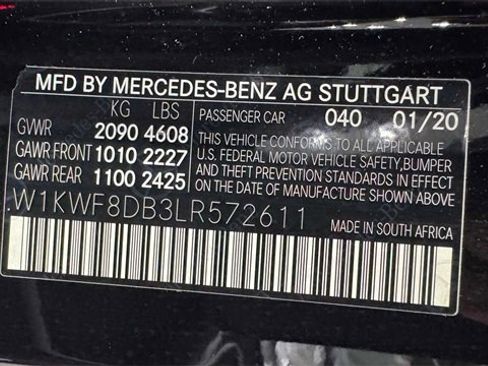 MFD BY MERCEDES-BENZ AG STUTTGART
KG LBS
GVWR 2090 4608
GAWR FRONT 1010 2227
GAWR REAR 1100 2425
PASSENGER CAR 040 01/20
THIS VEHICLE CONFORMS TO ALL APPLICABLE
U.S. FEDERAL MOTOR VEHICLE SAFETY, BUMPER
AND THEFT PREVENTION STANDARDS IN EFFECT
ON THE DATE OF MANUFACTURE SHOWN ABOVE.
W1KWF8DB3LR572611
MADE IN SOUTH AFRICA